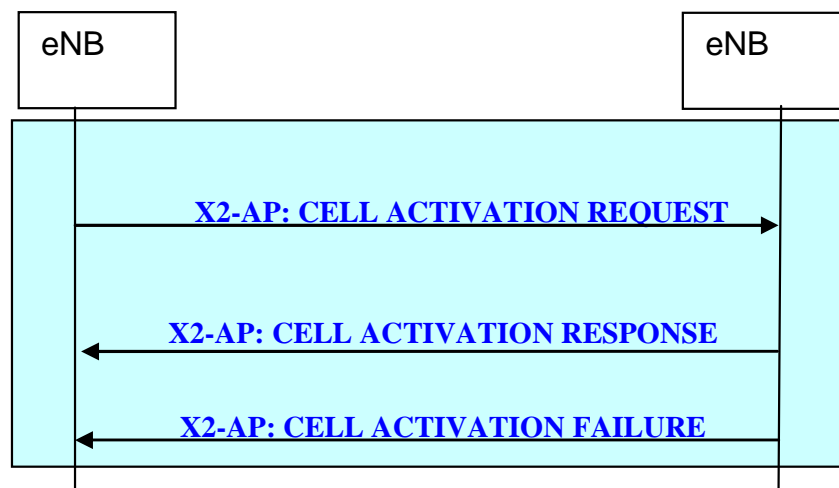 eNB
eNB
X2-AP: CELL ACTIVATION REQUEST
X2-AP: CELL ACTIVATION RESPONSE
X2-AP: CELL ACTIVATION FAILURE